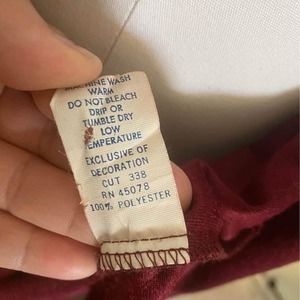 MACHINE WASH
WARM
DO NOT BLEACH
DRIP OR
TUMBLE DRY
LOW
TEMPERATURE
EXCLUSIVE OF
DECORATION
CUT 338
RN 45078
100% POLYESTER